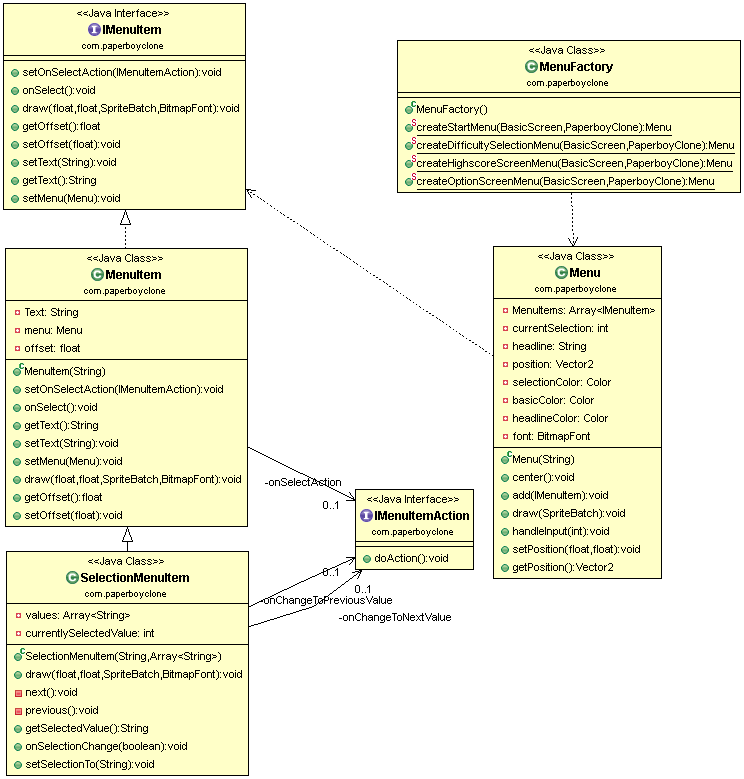 <<Java Interface>>
IMenuItem
com.paperboyclone
setOnSelectAction(IMenuItemAction):void
onSelect():void
draw(float,float,SpriteBatch,BitmapFont):void
getOffset():float
setOffset(float):void
setText(String):void
getText():String
setMenu(Menu):void
<<Java Class>>
MenuFactory
com.paperboyclone
MenuFactory()
createStartMenu(BasicScreen,PaperboyClone):Menu
createDifficultySelectionMenu(BasicScreen,PaperboyClone):Menu
createHighscoreScreenMenu(BasicScreen,PaperboyClone):Menu
createOptionScreenMenu(BasicScreen,PaperboyClone):Menu
<<Java Class>>
MenuItem
com.paperboyclone
Text: String
menu: Menu
offset: float
MenuItem(String)
setOnSelectAction(IMenuItemAction):void
onSelect():void
getText():String
setText(String):void
setMenu(Menu):void
draw(float,float,SpriteBatch,BitmapFont):void
getOffset():float
setOffset(float):void
<<Java Class>>
Menu
com.paperboyclone
MenuItems: Array<IMenuItem>
currentSelection: int
headline: String
position: Vector2
selectionColor: Color
basicColor: Color
headlineColor: Color
font: BitmapFont
Menu(String)
center():void
add(IMenuItem):void
draw(SpriteBatch):void
handleInput(int):void
setPosition(float,float):void
getPosition():Vector2
-onSelectAction
0..1
<<Java Interface>>
IMenuItemAction
com.paperboyclone
doAction():void
<<Java Class>>
SelectionMenuItem
com.paperboyclone
values: Array<String>
currentlySelectedValue: int
SelectionMenuItem(String,Array<String>)
draw(float,float,SpriteBatch,BitmapFont):void
next():void
previous():void
getSelectedValue():String
onSelectionChange(boolean):void
setSelectionTo(String):void
0..1
-onChangeToPreviousValue
0..1
-onChangeToNextValue